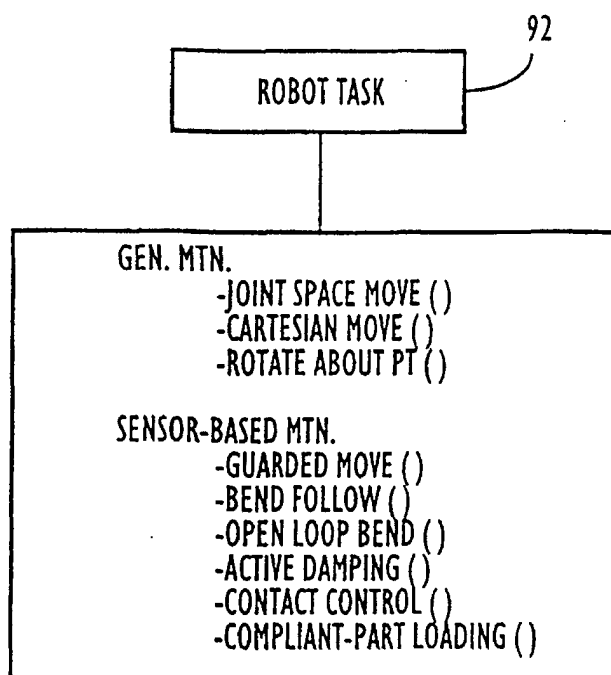 92
ROBOT TASK
GEN. MTN.
-JOINT SPACE MOVE ( )
-CARTESIAN MOVE ( )
-ROTATE ABOUT PT ( )
SENSOR-BASED MTN.
-GUARDED MOVE ( )
-BEND FOLLOW ( )
-OPEN LOOP BEND ( )
-ACTIVE DAMPING ( )
-CONTACT CONTROL ( )
-COMPLIANT-PART LOADING ( )